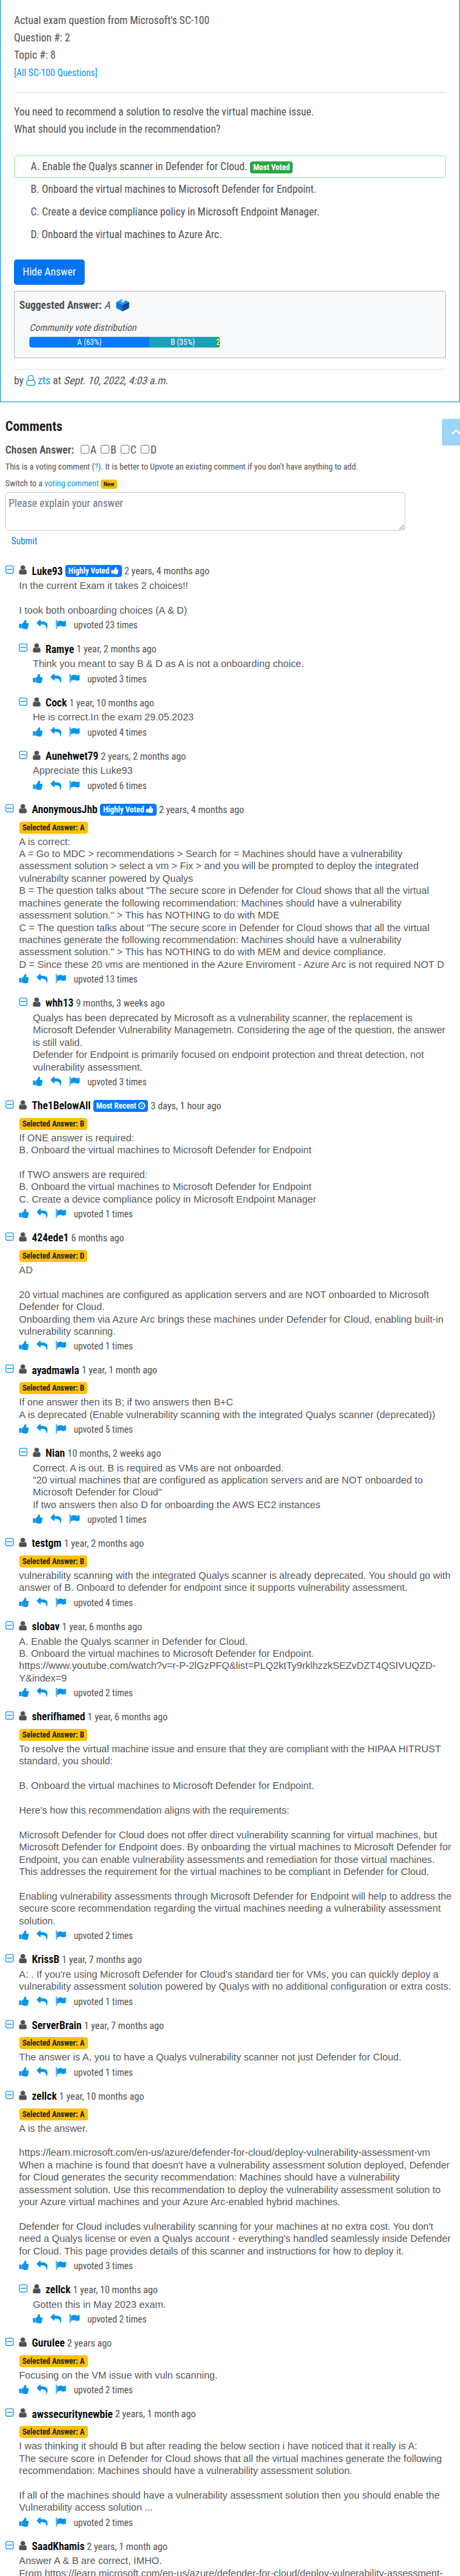 Actual exam question from Microsoft's SC-100
Question #: 2
Topic #: 8
[All SC-100 Questions]
You need to recommend a solution to resolve the virtual machine issue.
What should you include in the recommendation?
A. Enable the Qualys scanner in Defender for Cloud. Most Voted
B. Onboard the virtual machines to Microsoft Defender for Endpoint.
C. Create a device compliance policy in Microsoft Endpoint Manager.
D. Onboard the virtual machines to Azure Arc.
Hide Answer
Suggested Answer: A
Community vote distribution
A (63%) B (35%) 2
by zts at Sept. 10, 2022, 4:03 a.m.
Comments
Chosen Answer: A B C D
This is a voting comment (?). It is better to Upvote an existing comment if you don't have anything to add.
Switch to a voting comment New
Please explain your answer
Submit
Luke93 Highly Voted 2 years, 4 months ago
In the current Exam it takes 2 choices!!
I took both onboarding choices (A & D)
upvoted 23 times
Ramye 1 year, 2 months ago
Think you meant to say B & D as A is not a onboarding choice.
upvoted 3 times
Cock 1 year, 10 months ago
He is correct.In the exam 29.05.2023
upvoted 4 times
Aunehwet79 2 years, 2 months ago
Appreciate this Luke93
upvoted 6 times
AnonymousJhb Highly Voted 2 years, 4 months ago
Selected Answer: A
A is correct:
A = Go to MDC > recommendations > Search for = Machines should have a vulnerability
assessment solution > select a vm > Fix > and you will be prompted to deploy the integrated
vulnerabilty scanner powered by Qualys
B = The question talks about "The secure score in Defender for Cloud shows that all the virtual
machines generate the following recommendation: Machines should have a vulnerability
assessment solution." > This has NOTHING to do with MDE
C = The question talks about "The secure score in Defender for Cloud shows that all the virtual
machines generate the following recommendation: Machines should have a vulnerability
assessment solution." > This has NOTHING to do with MEM and device compliance.
D = Since these 20 vms are mentioned in the Azure Enviroment - Azure Arc is not required NOT D
upvoted 13 times
whh13 9 months, 3 weeks ago
Qualys has been deprecated by Microsoft as a vulnerability scanner, the replacement is
Microsoft Defender Vulnerability Managemetn. Considering the age of the question, the answer
is still valid.
Defender for Endpoint is primarily focused on endpoint protection and threat detection, not
vulnerability assessment.
upvoted 3 times
The1BelowAll Most Recent 3 days, 1 hour ago
Selected Answer: B
If ONE answer is required:
B. Onboard the virtual machines to Microsoft Defender for Endpoint
If TWO answers are required:
B. Onboard the virtual machines to Microsoft Defender for Endpoint
C. Create a device compliance policy in Microsoft Endpoint Manager
upvoted 1 times
424ede1 6 months ago
Selected Answer: D
AD
20 virtual machines are configured as application servers and are NOT onboarded to Microsoft
Defender for Cloud.
Onboarding them via Azure Arc brings these machines under Defender for Cloud, enabling built-in
vulnerability scanning.
upvoted 1 times
ayadmawla 1 year, 1 month ago
Selected Answer: B
If one answer then its B; if two answers then B+C
A is deprecated (Enable vulnerability scanning with the integrated Qualys scanner (deprecated))
upvoted 5 times
Nian 10 months, 2 weeks ago
Correct. A is out. B is required as VMs are not onboarded.
"20 virtual machines that are configured as application servers and are NOT onboarded to
Microsoft Defender for Cloud"
If two answers then also D for onboarding the AWS EC2 instances
upvoted 1 times
testgm 1 year, 2 months ago
Selected Answer: B
vulnerability scanning with the integrated Qualys scanner is already deprecated. You should go with
answer of B. Onboard to defender for endpoint since it supports vulnerability assessment.
upvoted 4 times
slobav 1 year, 6 months ago
A. Enable the Qualys scanner in Defender for Cloud.
B. Onboard the virtual machines to Microsoft Defender for Endpoint.
https://www.youtube.com/watch?v=r-P-2lGzPFQ&list=PLQ2ktTy9rklhzzkSEZvDZT4QSIVUQZD-
Y&index=9
upvoted 2 times
sherifhamed 1 year, 6 months ago
Selected Answer: B
To resolve the virtual machine issue and ensure that they are compliant with the HIPAA HITRUST
standard, you should:
B. Onboard the virtual machines to Microsoft Defender for Endpoint.
Here's how this recommendation aligns with the requirements:
Microsoft Defender for Cloud does not offer direct vulnerability scanning for virtual machines, but
Microsoft Defender for Endpoint does. By onboarding the virtual machines to Microsoft Defender for
Endpoint, you can enable vulnerability assessments and remediation for those virtual machines.
This addresses the requirement for the virtual machines to be compliant in Defender for Cloud.
Enabling vulnerability assessments through Microsoft Defender for Endpoint will help to address the
secure score recommendation regarding the virtual machines needing a vulnerability assessment
solution.
upvoted 2 times
KrissB 1 year, 7 months ago
A: . If you're using Microsoft Defender for Cloud's standard tier for VMs, you can quickly deploy a
vulnerability assessment solution powered by Qualys with no additional configuration or extra costs.
upvoted 1 times
ServerBrain 1 year, 7 months ago
Selected Answer: A
The answer is A, you to have a Qualys vulnerability scanner not just Defender for Cloud.
upvoted 1 times
zellck 1 year, 10 months ago
Selected Answer: A
A is the answer.
https://learn.microsoft.com/en-us/azure/defender-for-cloud/deploy-vulnerability-assessment-vm
When a machine is found that doesn't have a vulnerability assessment solution deployed, Defender
for Cloud generates the security recommendation: Machines should have a vulnerability
assessment solution. Use this recommendation to deploy the vulnerability assessment solution to
your Azure virtual machines and your Azure Arc-enabled hybrid machines.
Defender for Cloud includes vulnerability scanning for your machines at no extra cost. You don't
need a Qualys license or even a Qualys account - everything's handled seamlessly inside Defender
for Cloud. This page provides details of this scanner and instructions for how to deploy it.
upvoted 3 times
zellck 1 year, 10 months ago
Gotten this in May 2023 exam.
upvoted 2 times
Gurulee 2 years ago
Selected Answer: A
Focusing on the VM issue with vuln scanning.
upvoted 2 times
awssecuritynewbie 2 years, 1 month ago
Selected Answer: A
I was thinking it should B but after reading the below section i have noticed that it really is A:
The secure score in Defender for Cloud shows that all the virtual machines generate the following
recommendation: Machines should have a vulnerability assessment solution.
If all of the machines should have a vulnerability assessment solution then you should enable the
Vulnerability access solution ...
upvoted 2 times
SaadKhamis 2 years, 1 month ago
Answer A & B are correct, IMHO.
From https://learn.microsoft.com/en-us/azure/defender-for-cloud/deploy-vulnerability-assessment-